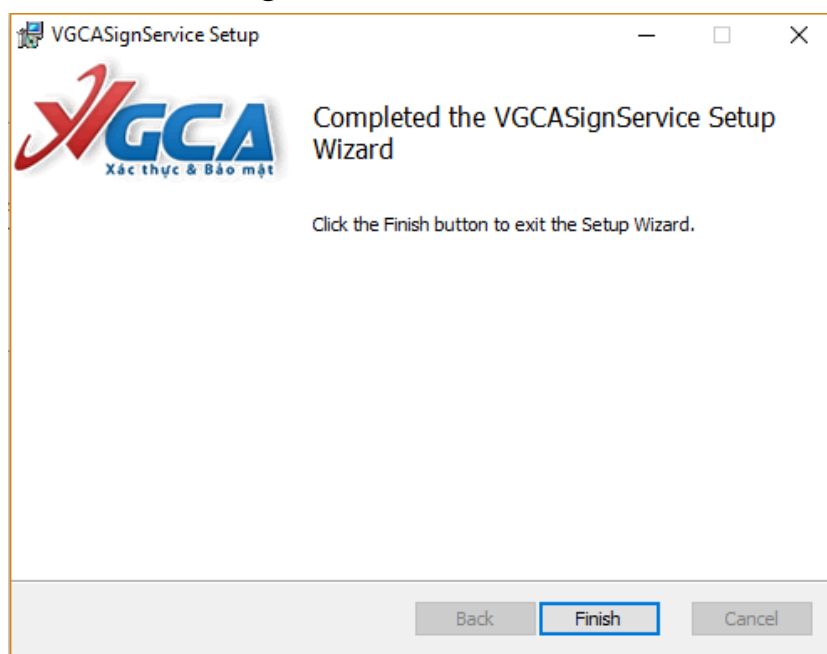 VGCASignService Setup
VGCA
Xác thực & Bảo mật
Completed the VGCASignService Setup
Wizard
Click the Finish button to exit the Setup Wizard.
Back
Finish
Cancel